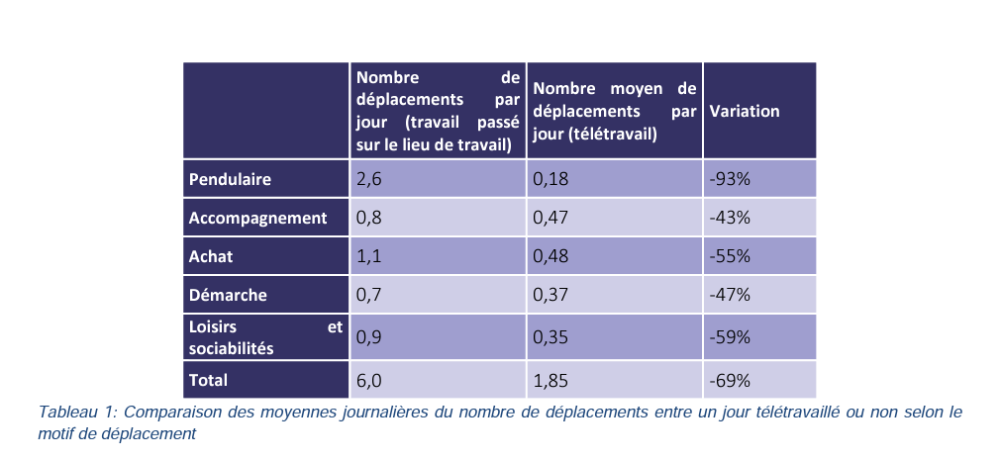 Nombre de
déplacements par
jour (travail passé
sur le lieu de travail)
Nombre moyen de
déplacements par
jour (télétravail)
Variation
Pendulaire 2,6 0,18 -93%
Accompagnement 0,8 0,47 -43%
Achat 1,1 0,48 -55%
Démarche 0,7 0,37 -47%
Loisirs et
sociabilités 0,9 0,35 -59%
Total 6,0 1,85 -69%
Tableau 1: Comparaison des moyennes journalières du nombre de déplacements entre un jour télétravaillé ou non selon le
motif de déplacement